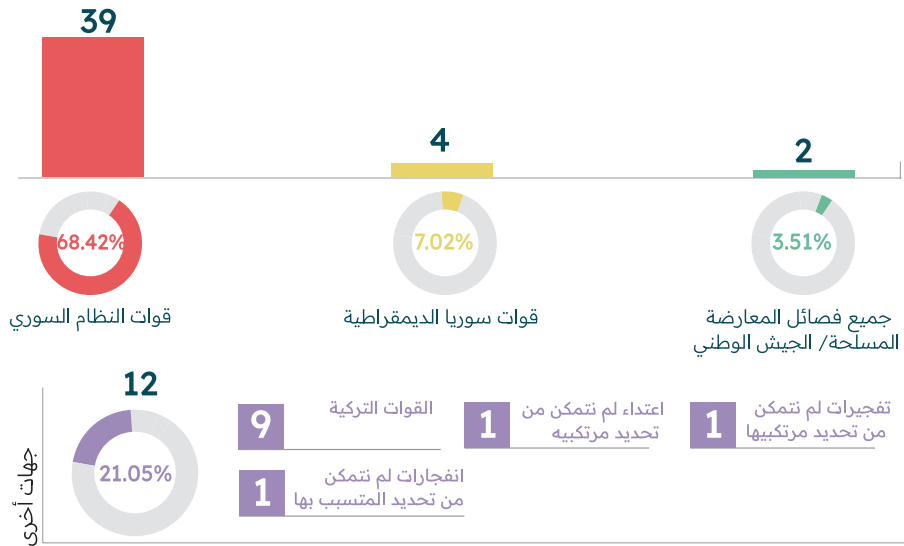 39
4
2
68.42%
7.02%
3.51%
قوات النظام السوري
قوات سوريا الديمقراطية
جميع فصائل المعارضة
المسلحة/ الجيش الوطني
جهات أخرى
12
21.05%
9
القوات التركية
1
اعتداء لم نتمكن من
تحديد مرتكبيه
1
تفجيرات لم نتمكن
من تحديد مرتكبيها
1
انفجارات لم نتمكن
من تحديد المتسبب بها